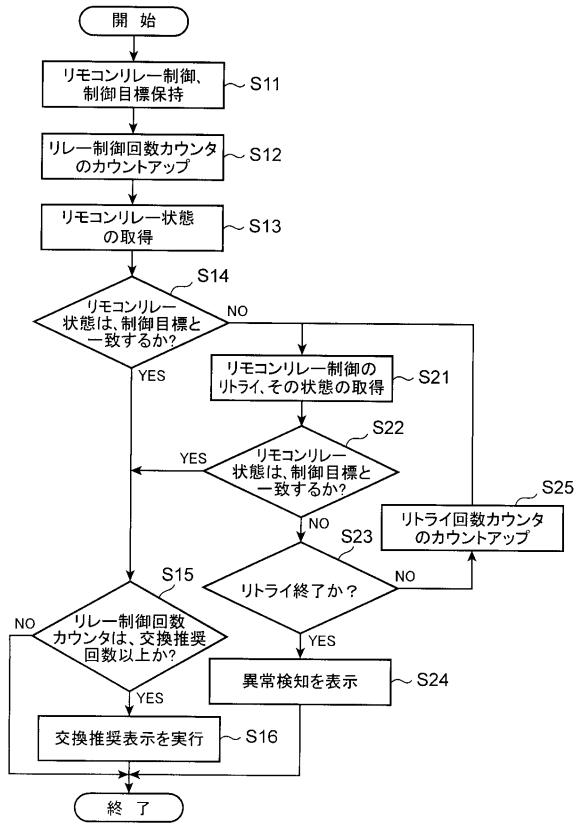 開 始
リモコンリレー制御、
制御目標保持
S11
リレー制御回数カウンタ
のカウントアップ
S12
リモコンリレー状態
の取得
S13
S14
リモコンリレー
状態は、制御目標と
一致するか?
NO
YES
リモコンリレー制御の
リトライ、その状態の取得
S21
S22
リモコンリレー
状態は、制御目標と
一致するか?
YES
NO
S25
リトライ回数カウンタ
のカウントアップ
S23
リトライ終了か?
NO
YES
S15
リレー制御回数
カウンタは、交換推奨
回数以上か?
NO
YES
異常検知を表示
S24
交換推奨表示を実行
S16
終 了